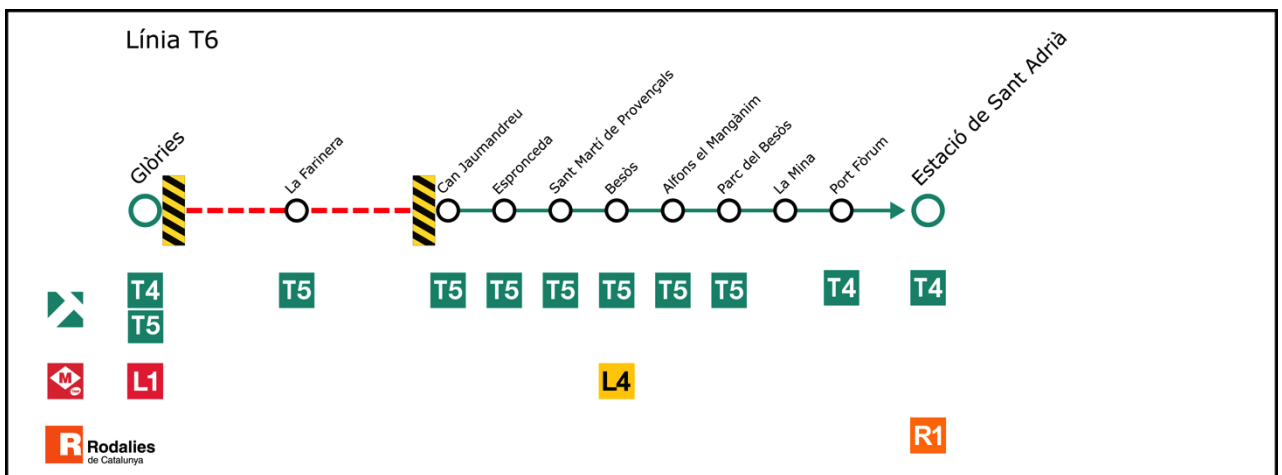 Línia T6
Glòries
La Farinera
Can Jaumandreu
Espronceda
Sant Martí de Provençals
Besòs
Alfons el Mangànim
Parc del Besòs
La Mina
Port Fòrum
Estació de Sant Adrià
T4
T5
T5
T5
T5
T5
T5
T5
T5
T4
T4
M
L1
L4
R Rodalies
de Catalunya
R1